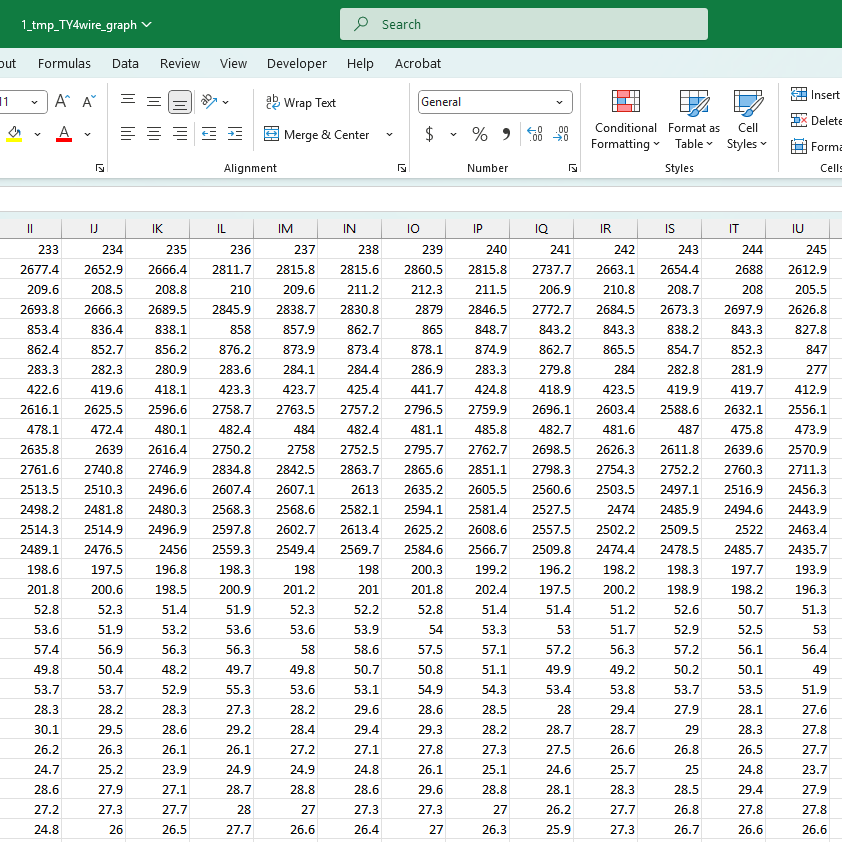 1_tmp_TY4wire_graph
Search
out Formulas Data Review View Developer Help Acrobat
11 A A ab Wrap Text General Conditional Formatting Format as Table Cell Styles Insert
A ab c Merge & Center $ % 9 .00 .00 Delete
Alignment Number Styles Cells
II IJ IK IL IM IN IO IP IQ IR IS IT IU
233 234 235 236 237 238 239 240 241 242 243 244 245
2677.4 2652.9 2666.4 2811.7 2815.8 2815.6 2860.5 2815.8 2737.7 2663.1 2654.4 2688 2612.9
209.6 208.5 208.8 210 209.6 211.2 212.3 211.5 206.9 210.8 208.7 208 205.5
2693.8 2666.3 2689.5 2845.9 2838.7 2830.8 2879 2846.5 2772.7 2684.5 2673.3 2697.9 2626.8
853.4 836.4 838.1 858 857.9 862.7 865 848.7 843.2 843.3 838.2 843.3 827.8
862.4 852.7 856.2 876.2 873.9 873.4 878.1 874.9 862.7 865.5 854.7 852.3 847
283.3 282.3 280.9 283.6 284.1 284.4 286.9 283.3 279.8 284 282.8 281.9 277
422.6 419.6 418.1 423.3 423.7 425.4 441.7 424.8 418.9 423.5 419.9 419.7 412.9
2616.1 2625.5 2596.6 2758.7 2763.5 2757.2 2796.5 2759.9 2696.1 2603.4 2588.6 2632.1 2556.1
478.1 472.4 480.1 482.4 484 482.4 481.1 485.8 482.7 481.6 487 475.8 473.9
2635.8 2639 2616.4 2750.2 2758 2752.5 2795.7 2762.7 2698.5 2626.3 2611.8 2639.6 2570.9
2761.6 2740.8 2746.9 2834.8 2842.5 2863.7 2865.6 2851.1 2798.3 2754.3 2752.2 2760.3 2711.3
2513.5 2510.3 2496.6 2607.4 2607.1 2613 2635.2 2605.5 2560.6 2503.5 2497.1 2516.9 2456.3
2498.2 2481.8 2480.3 2568.3 2568.6 2582.1 2594.1 2581.4 2527.5 2474 2485.9 2494.6 2443.9
2514.3 2514.9 2496.9 2597.8 2602.7 2613.4 2625.2 2608.6 2557.5 2502.2 2509.5 2522 2463.4
2489.1 2476.5 2456 2559.3 2549.4 2569.7 2584.6 2566.7 2509.8 2474.4 2478.5 2485.7 2435.7
198.6 197.5 196.8 198.3 198 198 200.3 199.2 196.2 198.2 198.3 197.7 193.9
201.8 200.6 198.5 200.9 201.2 201 201.8 202.4 197.5 200.2 198.9 198.2 196.3
52.8 52.3 51.4 51.9 52.3 52.2 52.8 51.4 51.4 51.2 52.6 50.7 51.3
53.6 51.9 53.2 53.6 53.6 53.9 54 53.3 53 51.7 52.9 52.5 53
57.4 56.9 56.3 56.3 58 58.6 57.5 57.1 57.2 56.3 57.2 56.1 56.4
49.8 50.4 48.2 49.7 49.8 50.7 50.8 51.1 49.9 49.2 50.2 50.1 49
53.7 53.7 52.9 55.3 53.6 53.1 54.9 54.3 53.4 53.8 53.7 53.5 51.9
28.3 28.2 28.3 27.3 28.2 29.6 28.6 28.5 28 29.4 27.9 28.1 27.6
30.1 29.5 28.6 29.2 28.4 29.4 29.3 28.2 28.7 28.7 29 28.3 27.8
26.2 26.3 26.1 26.1 27.2 27.1 27.8 27.3 27.5 26.6 26.8 26.5 27.7
24.7 25.2 23.9 24.9 24.9 24.8 26.1 25.1 24.6 25.7 25 24.8 23.7
28.6 27.9 27.1 28.7 28.8 28.6 29.6 28.8 28.1 28.3 28.5 29.4 27.9
27.2 27.3 27.7 28 27 27.3 27.3 27 26.2 27.7 26.8 27.8 27.8
24.8 26 26.5 27.7 26.6 26.4 27 26.3 25.9 27.3 26.7 26.6 26.6